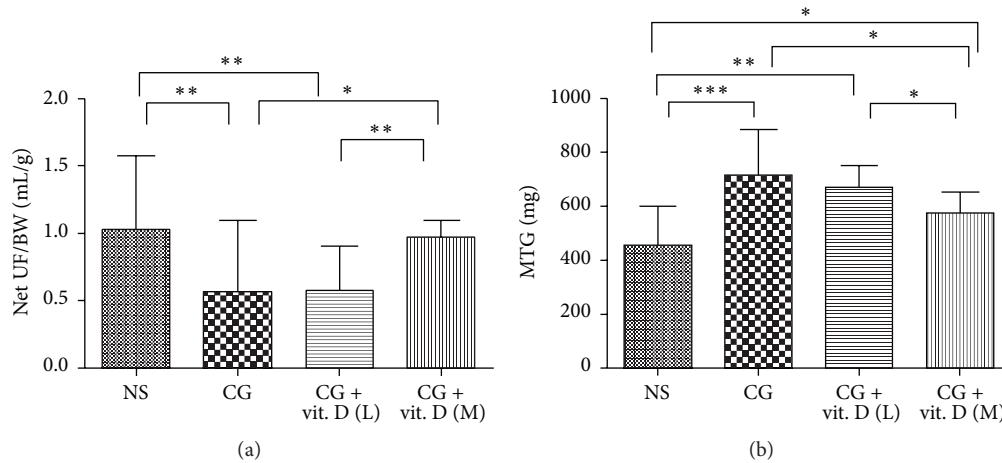 **
**
*
**
2.0
1.5
1.0
0.5
0.0
Net UF/BW (mL/g)
NS
CG
CG +
vit. D (L)
CG +
vit. D (M)
(a)
*
*
**
***
*
1000
800
600
400
200
0
MTG (mg)
NS
CG
CG +
vit. D (L)
CG +
vit. D (M)
(b)